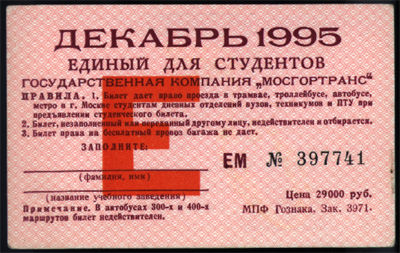 ДЕКАБРЬ 1995
ЕДИНЫЙ ДЛЯ СТУДЕНТОВ
ГОСУДАРСТВЕННАЯ КОМПАНИЯ „МОСГОРТРАНС"
ПРАВИЛА. 1. Билет дает право проезда в трамвае, троллейбусе, автобусе,
метро в г. Москве студентам дневных отделений вузов, техникумов и ПТУ при
предъявлении студенческого билета.
2. Билет, незаполненный или переданный другому лицу, недействителен и отбирается.
3. Билет права на бесплатный провоз багажа не дает.
ЗАПОЛНИТЕ:
Е
ЕМ № 397741
(фамилия, имя)
Цена 29000 руб.
(название учебного заведения)
Примечание. В автобусах 300-х и 400-х
маршрутов билет недействителен.
МПФ Гознака. Зак. 3971.